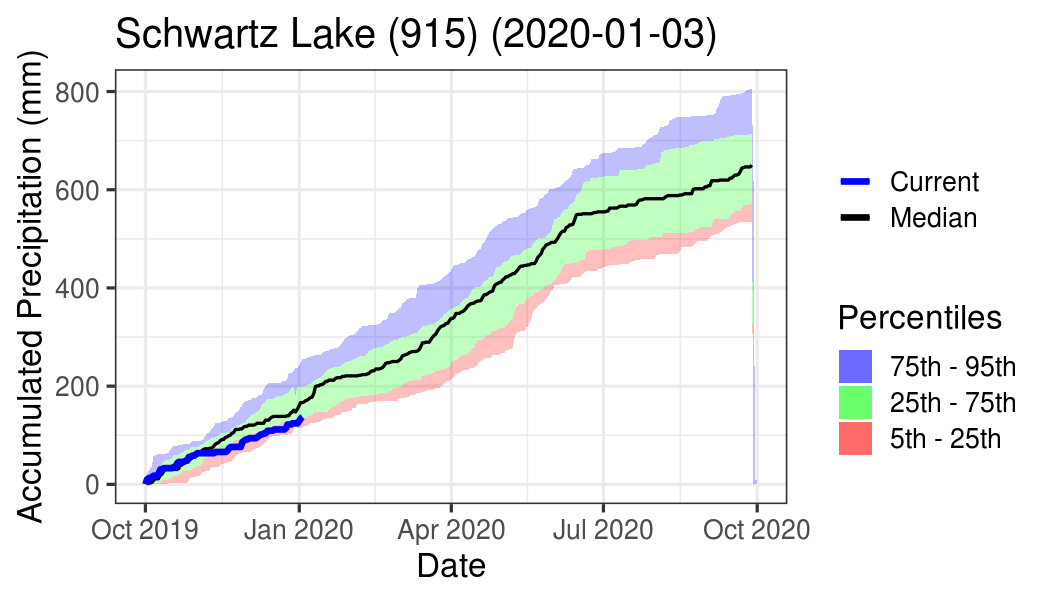 Schwartz Lake (915) (2020-01-03)
Accumulated Precipitation (mm)
800
600
400
200
0
Oct 2019 Jan 2020 Apr 2020 Jul 2020 Oct 2020
Date
Current
Median
Percentiles
75th - 95th
25th - 75th
5th - 25th